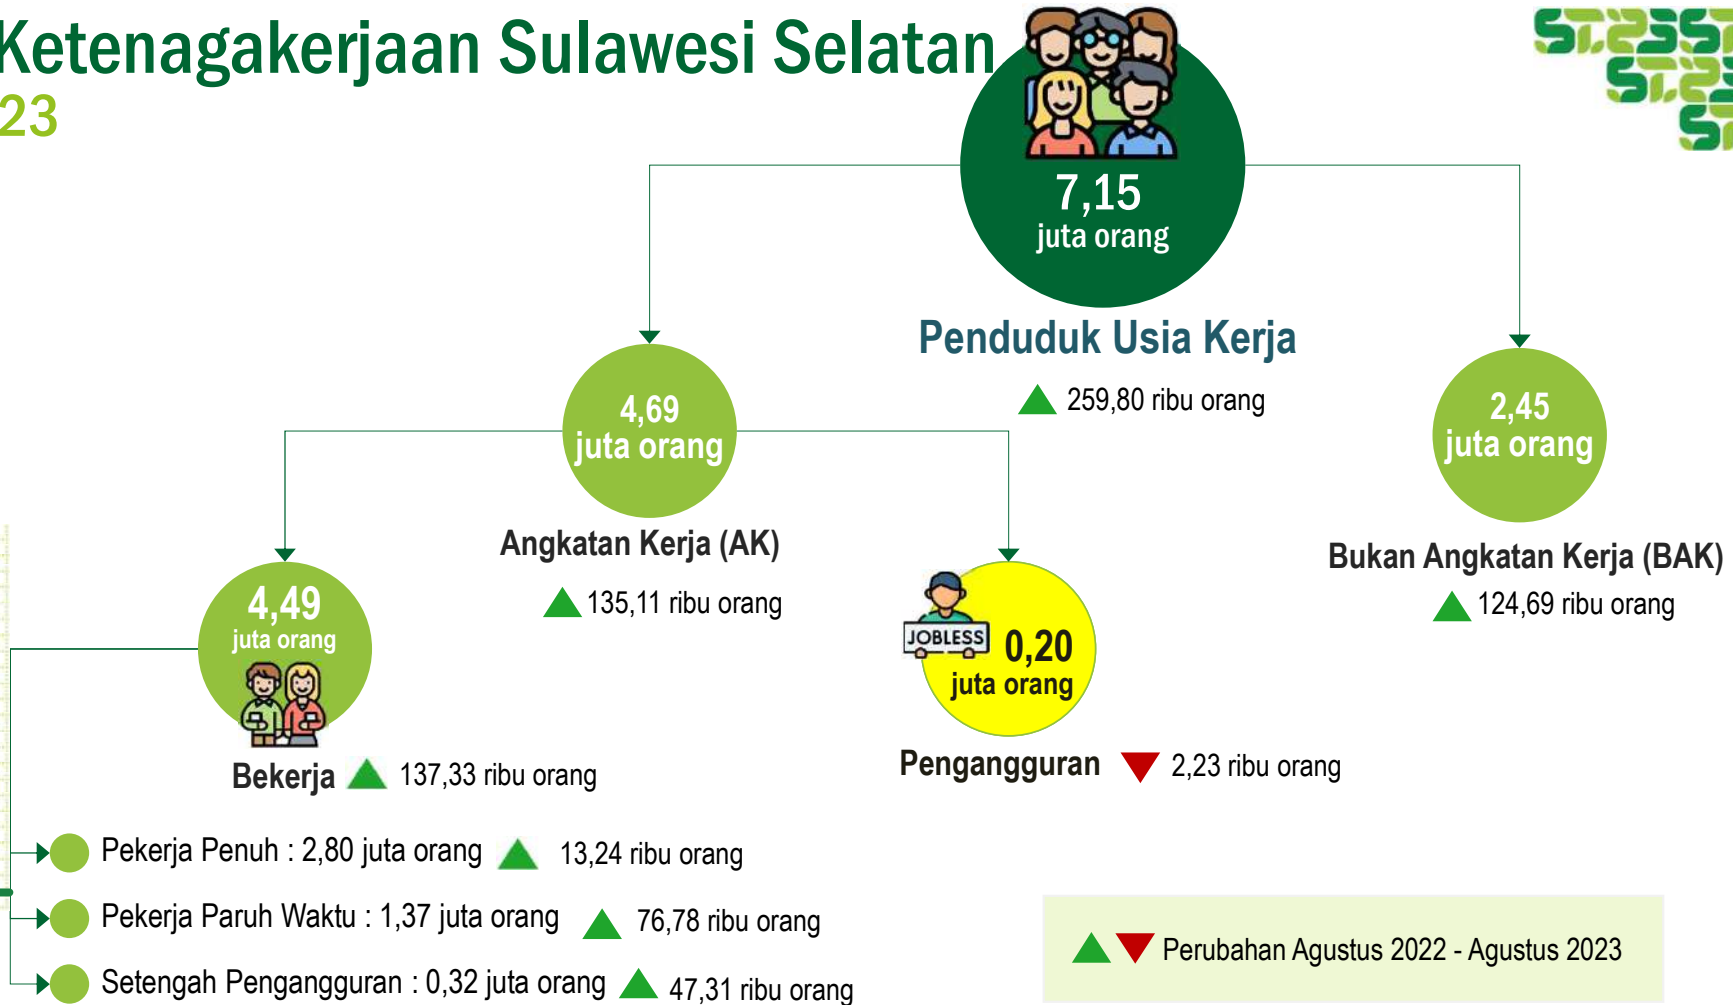 Ketenagakerjaan Sulawesi Selatan
23
7,15
juta orang
Penduduk Usia Kerja
259,80 ribu orang
4,69
juta orang
Angkatan Kerja (AK)
135,11 ribu orang
2,45
juta orang
Bukan Angkatan Kerja (BAK)
124,69 ribu orang
4,49
juta orang
Bekerja 137,33 ribu orang
JOBLESS
0,20
juta orang
Pengangguran 2,23 ribu orang
Pekerja Penuh : 2,80 juta orang 13,24 ribu orang
Pekerja Paruh Waktu : 1,37 juta orang 76,78 ribu orang
Setengah Pengangguran : 0,32 juta orang 47,31 ribu orang
Perubahan Agustus 2022 - Agustus 2023